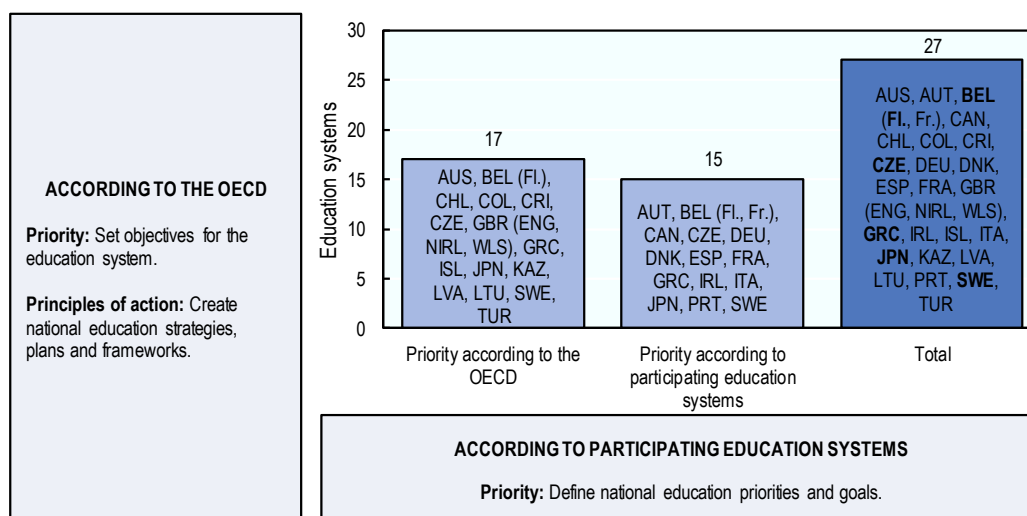 ACCORDING TO THE OECD
Priority: Set objectives for the
education system.
Principles of action: Create
national education strategies,
plans and frameworks.
Education systems
30
25
20
15
10
5
0
17
AUS, BEL (Fl.),
CHL, COL, CRI,
CZE, GBR (ENG,
NIRL, WLS), GRC,
ISL, JPN, KAZ,
LVA, LTU, SWE,
TUR
15
AUT, BEL (Fl., Fr.),
CAN, CZE, DEU,
DNK, ESP, FRA,
GRC, IRL, ITA,
JPN, PRT, SWE
27
AUS, AUT, BEL
(Fl., Fr.), CAN,
CHL, COL, CRI,
CZE, DEU, DNK,
ESP, FRA, GBR
(ENG, NIRL, WLS),
GRC, IRL, ISL, ITA,
JPN, KAZ, LVA,
LTU, PRT, SWE,
TUR
Priority according to the
OECD
Priority according to
participating education
systems
Total
ACCORDING TO PARTICIPATING EDUCATION SYSTEMS
Priority: Define national education priorities and goals.